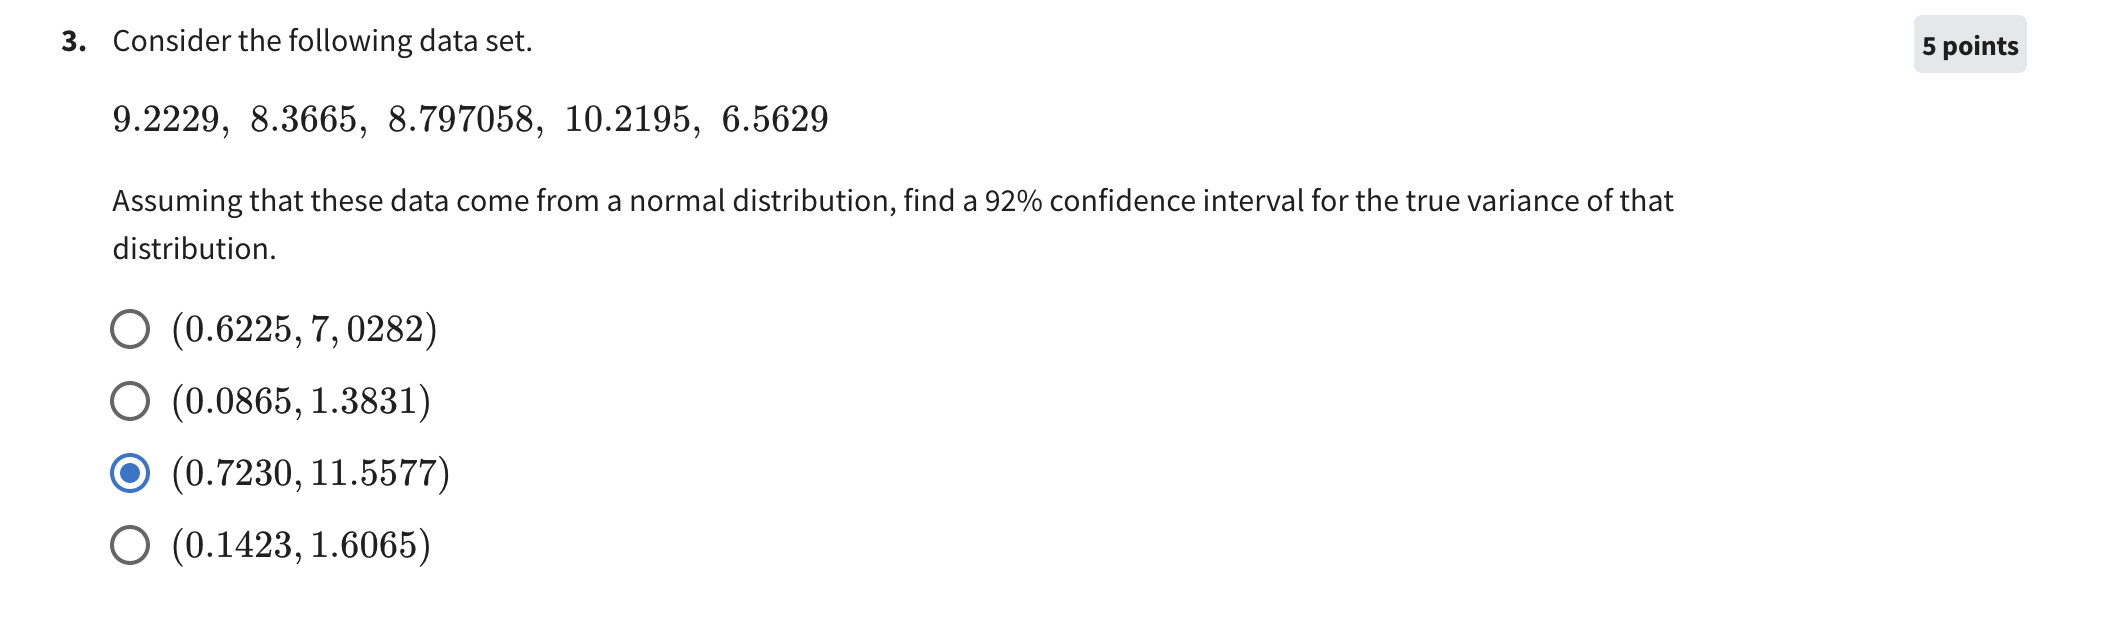 3. Consider the following data set.
5 points
9.2229, 8.3665, 8.797058, 10.2195, 6.5629
Assuming that these data come from a normal distribution, find a 92% confidence interval for the true variance of that
distribution.
(0.6225, 7, 0282)
(0.0865, 1.3831)
(0.7230, 11.5577)
(0.1423, 1.6065)